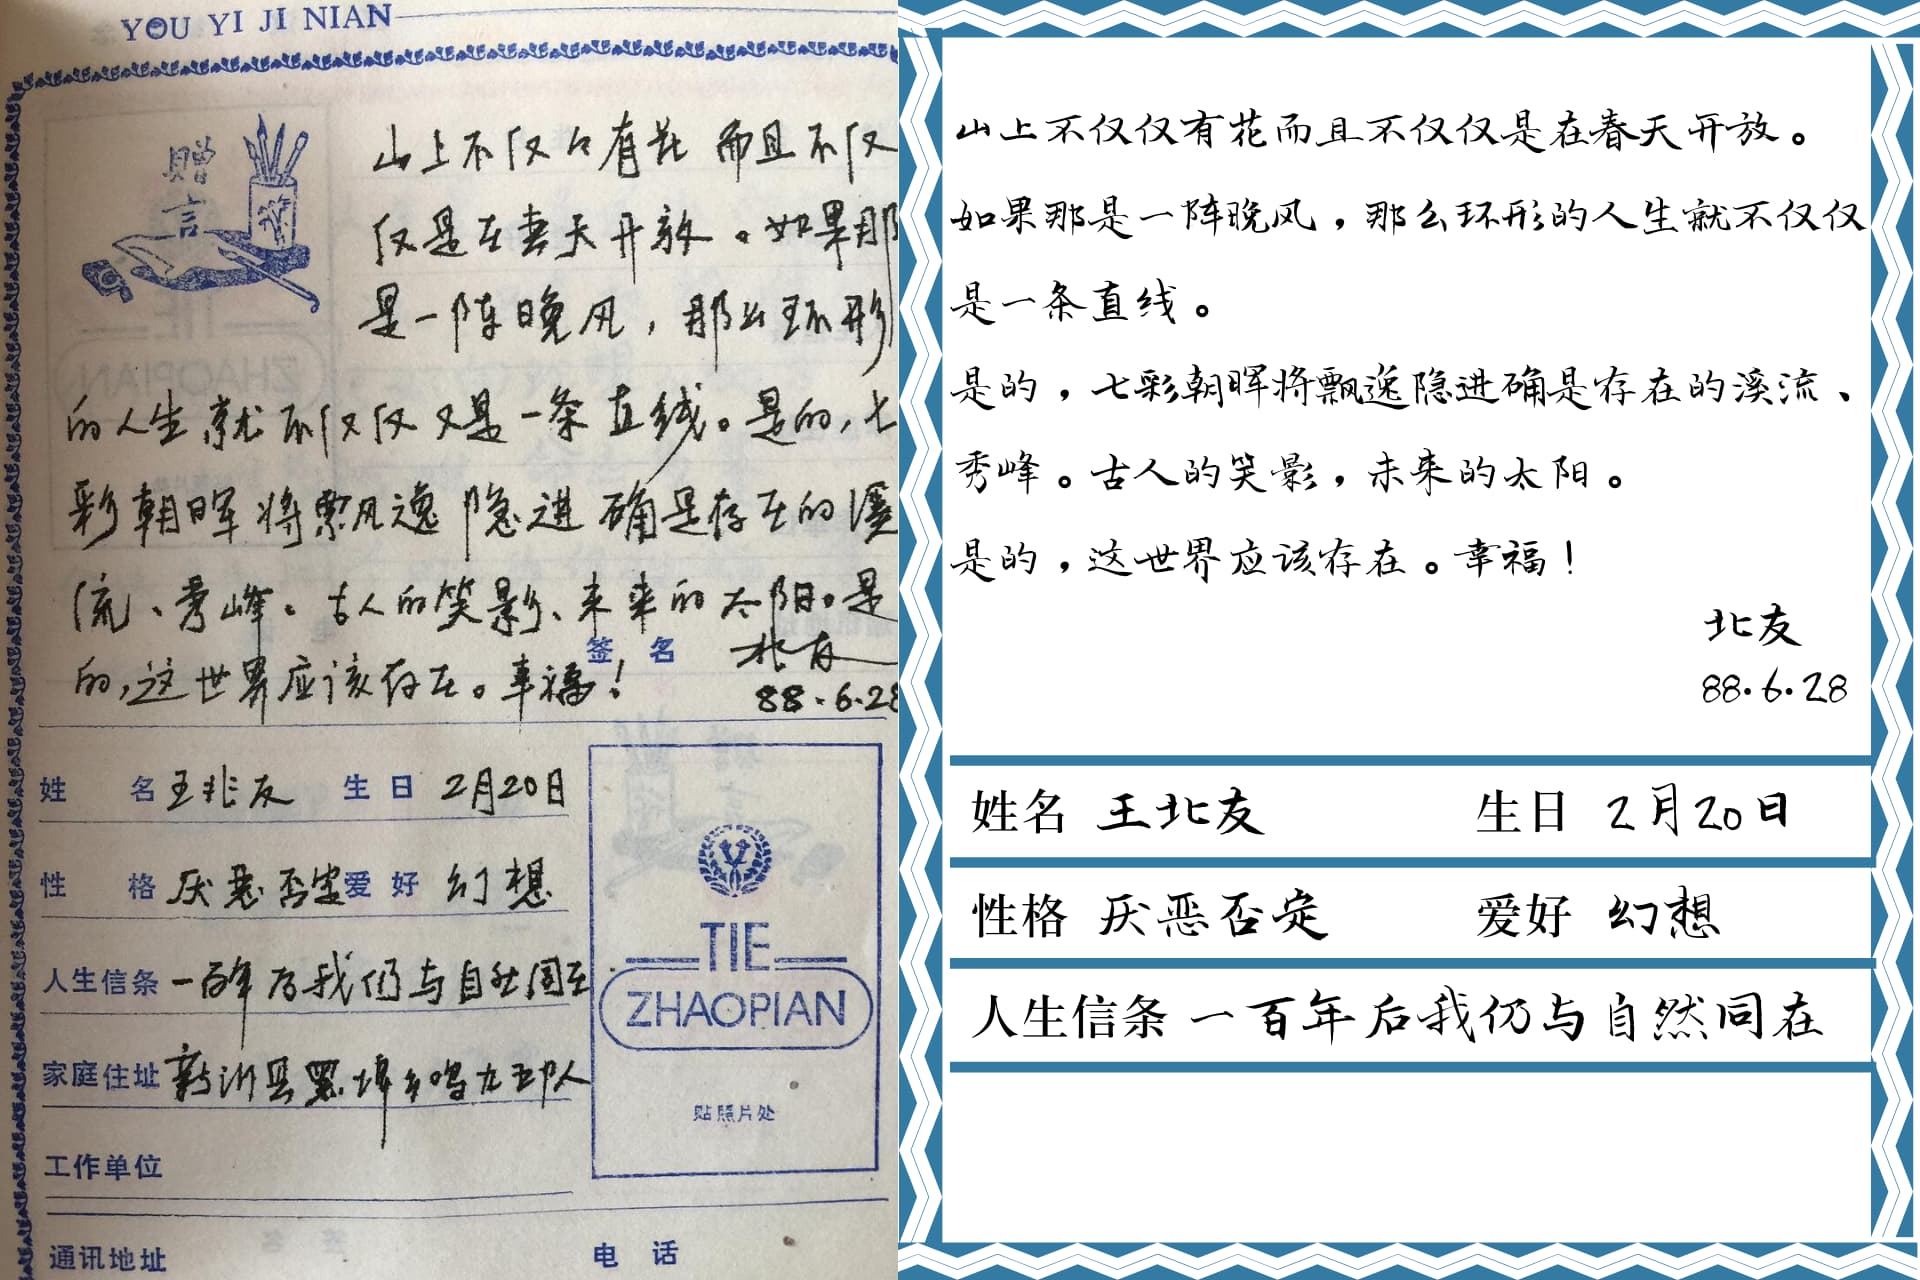 YOU YI JI NIAN
赠言
山上不仅仅有花而且不仅
仅是在春天开放。如果那
是一阵晚风，那么环形
的人生就不仅仅又是一条直线。是的，七
彩朝晖将飘逸隐进确是存在的溪
流、秀峰。古人的笑影、未来的太阳。是
的，这世界应该存在。幸福！
签名 北友
88.6.28
姓名 王北友 生日 2月20日
性格 厌恶否定 爱好 幻想
人生信条 一百年后我仍与自然同在
家庭住址 新洲县
工作单位
通讯地址 电话
TIE
ZHAOPIAN
贴照片处
山上不仅仅有花而且不仅仅是在春天开放。
如果那是一阵晚风，那么环形的人生就不仅仅
是一条直线。
是的，七彩朝晖将飘逸隐进确是存在的溪流、
秀峰。古人的笑影，未来的太阳。
是的，这世界应该存在。幸福！
北友
88.6.28
姓名 王北友 生日 2月20日
性格 厌恶否定 爱好 幻想
人生信条 一百年后我仍与自然同在